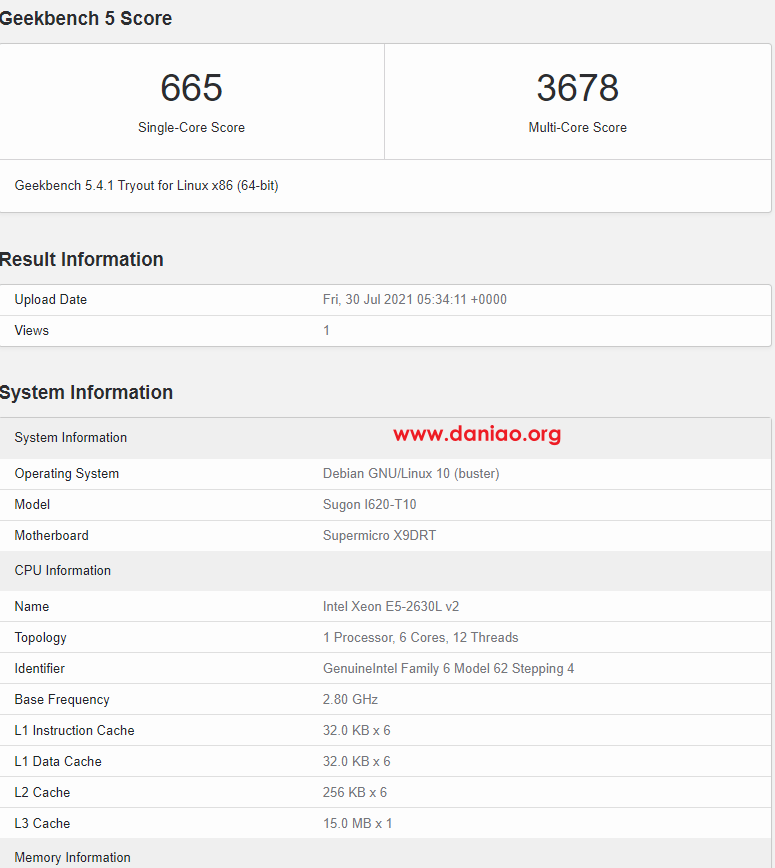 Geekbench 5 Score
665 3678
Single-Core Score Multi-Core Score
Geekbench 5.4.1 Tryout for Linux x86 (64-bit)
Result Information
Upload Date Fri, 30 Jul 2021 05:34:11 +0000
Views 1
System Information
System Information www.daniao.org
Operating System Debian GNU/Linux 10 (buster)
Model Sugon I620-T10
Motherboard Supermicro X9DRT
CPU Information
Name Intel Xeon E5-2630L v2
Topology 1 Processor, 6 Cores, 12 Threads
Identifier GenuineIntel Family 6 Model 62 Stepping 4
Base Frequency 2.80 GHz
L1 Instruction Cache 32.0 KB x 6
L1 Data Cache 32.0 KB x 6
L2 Cache 256 KB x 6
L3 Cache 15.0 MB x 1
Memory Information